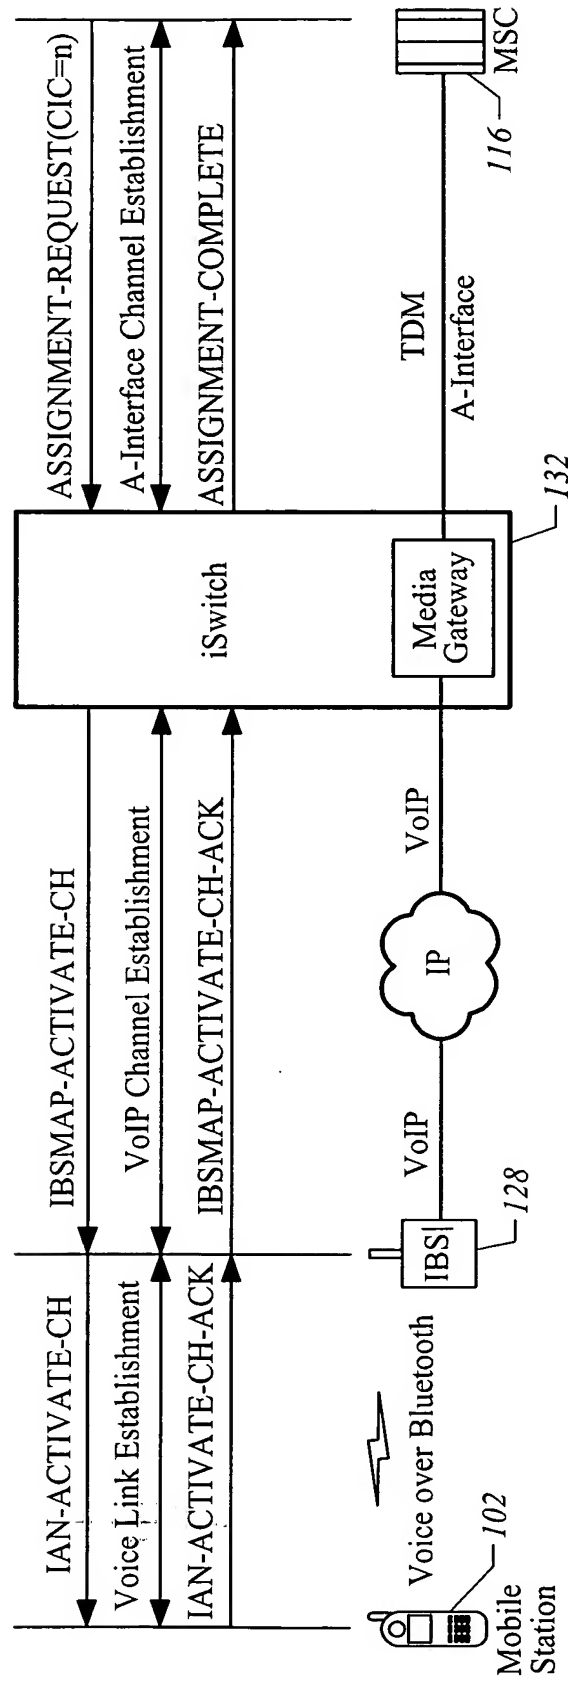 IAN-ACTIVATE-CH
IBSMAP-ACTIVATE-CH
ASSIGNMENT-REQUEST(CIC=n)
Voice Link Establishment
VoIP Channel Establishment
A-Interface Channel Establishment
IAN-ACTIVATE-CH-ACK
IBSMAP-ACTIVATE-CH-ACK
iSwitch
ASSIGNMENT-COMPLETE
Voice over Bluetooth
IBS
VoIP
IP
VoIP
Media
Gateway
TDM
A-Interface
MSC
102
128
132
116
Mobile
Station